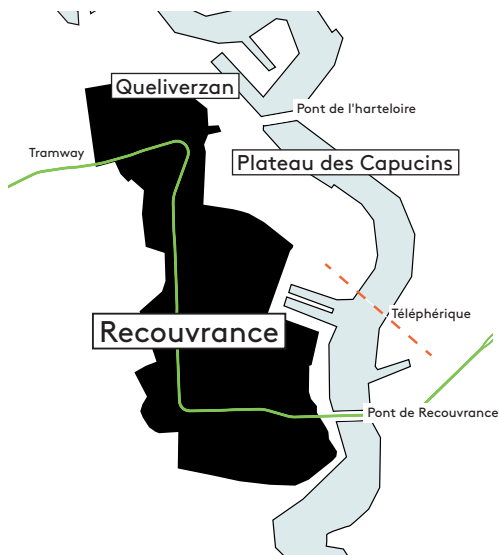 Queliverzan
Pont de l'harteloire
Tramway
Plateau des Capucins
Téléphérique
Recouvrance
Pont de Recouvrance